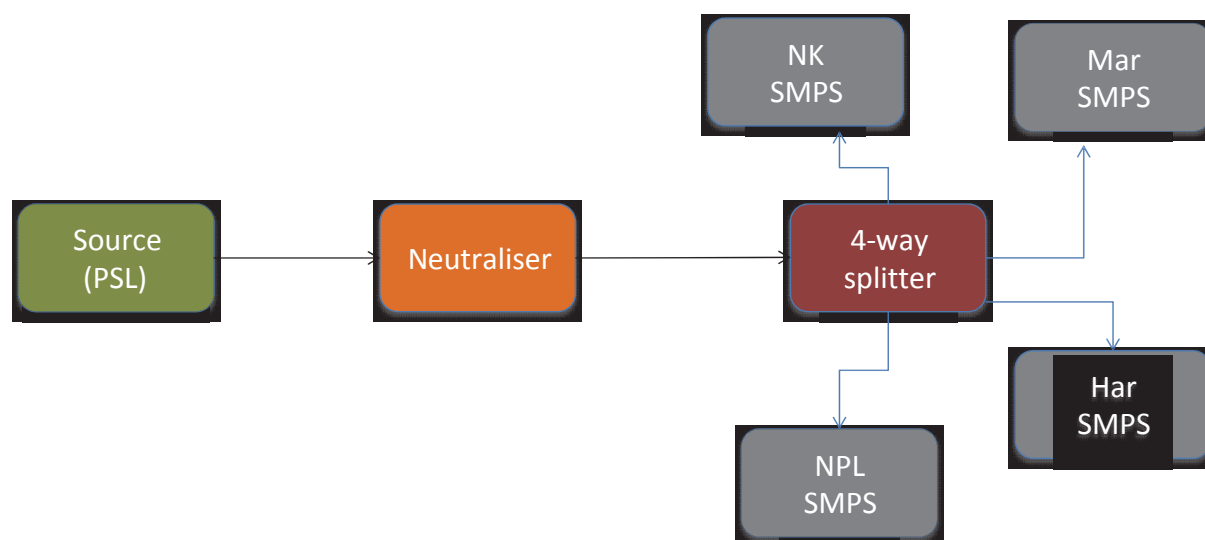 NK
SMPS
Mar
SMPS
Source
(PSL)
Neutraliser
4-way
splitter
Har
SMPS
NPL
SMPS